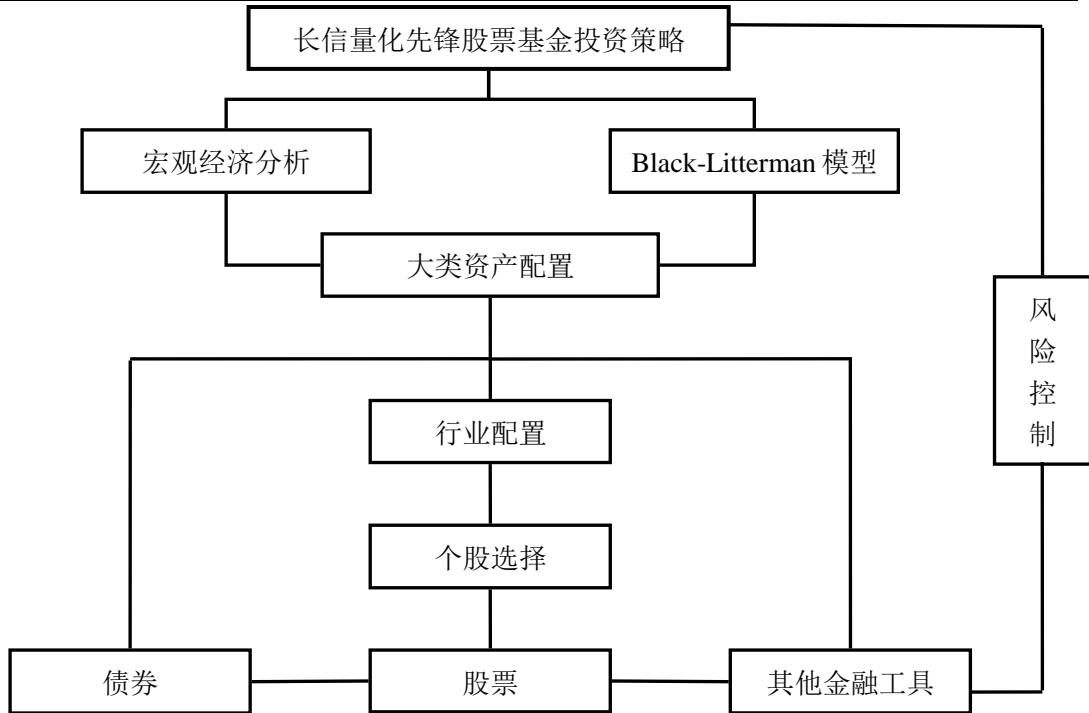 长信量化先锋股票基金投资策略
宏观经济分析
Black-Litterman 模型
大类资产配置
风
险
控
制
行业配置
个股选择
债券
股票
其他金融工具